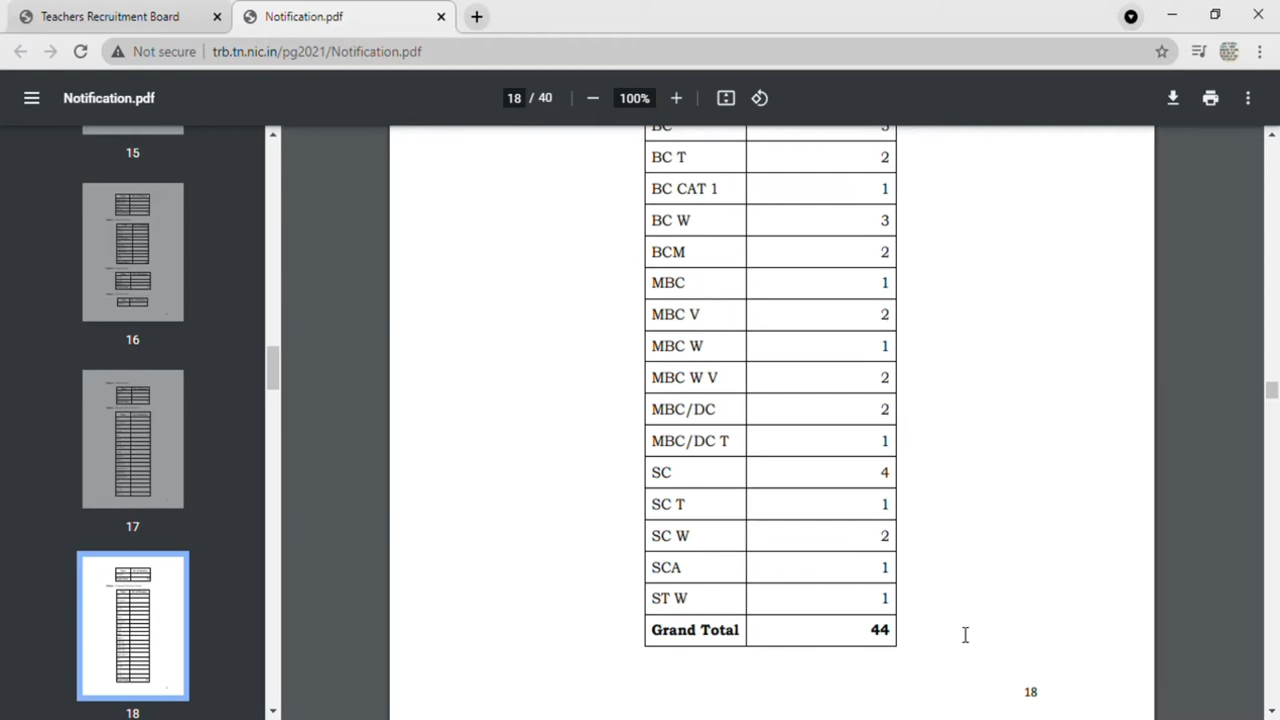 Teachers Recruitment Board
Notification.pdf
Not secure | trb.tn.nic.in/pg2021/Notification.pdf
Notification.pdf
18 / 40
100%
15
16
17
18
BC
BC T 2
BC CAT 1 1
BC W 3
BCM 2
MBC 1
MBC V 2
MBC W 1
MBC W V 2
MBC/DC 2
MBC/DC T 1
SC 4
SC T 1
SC W 2
SCA 1
ST W 1
Grand Total 44
18